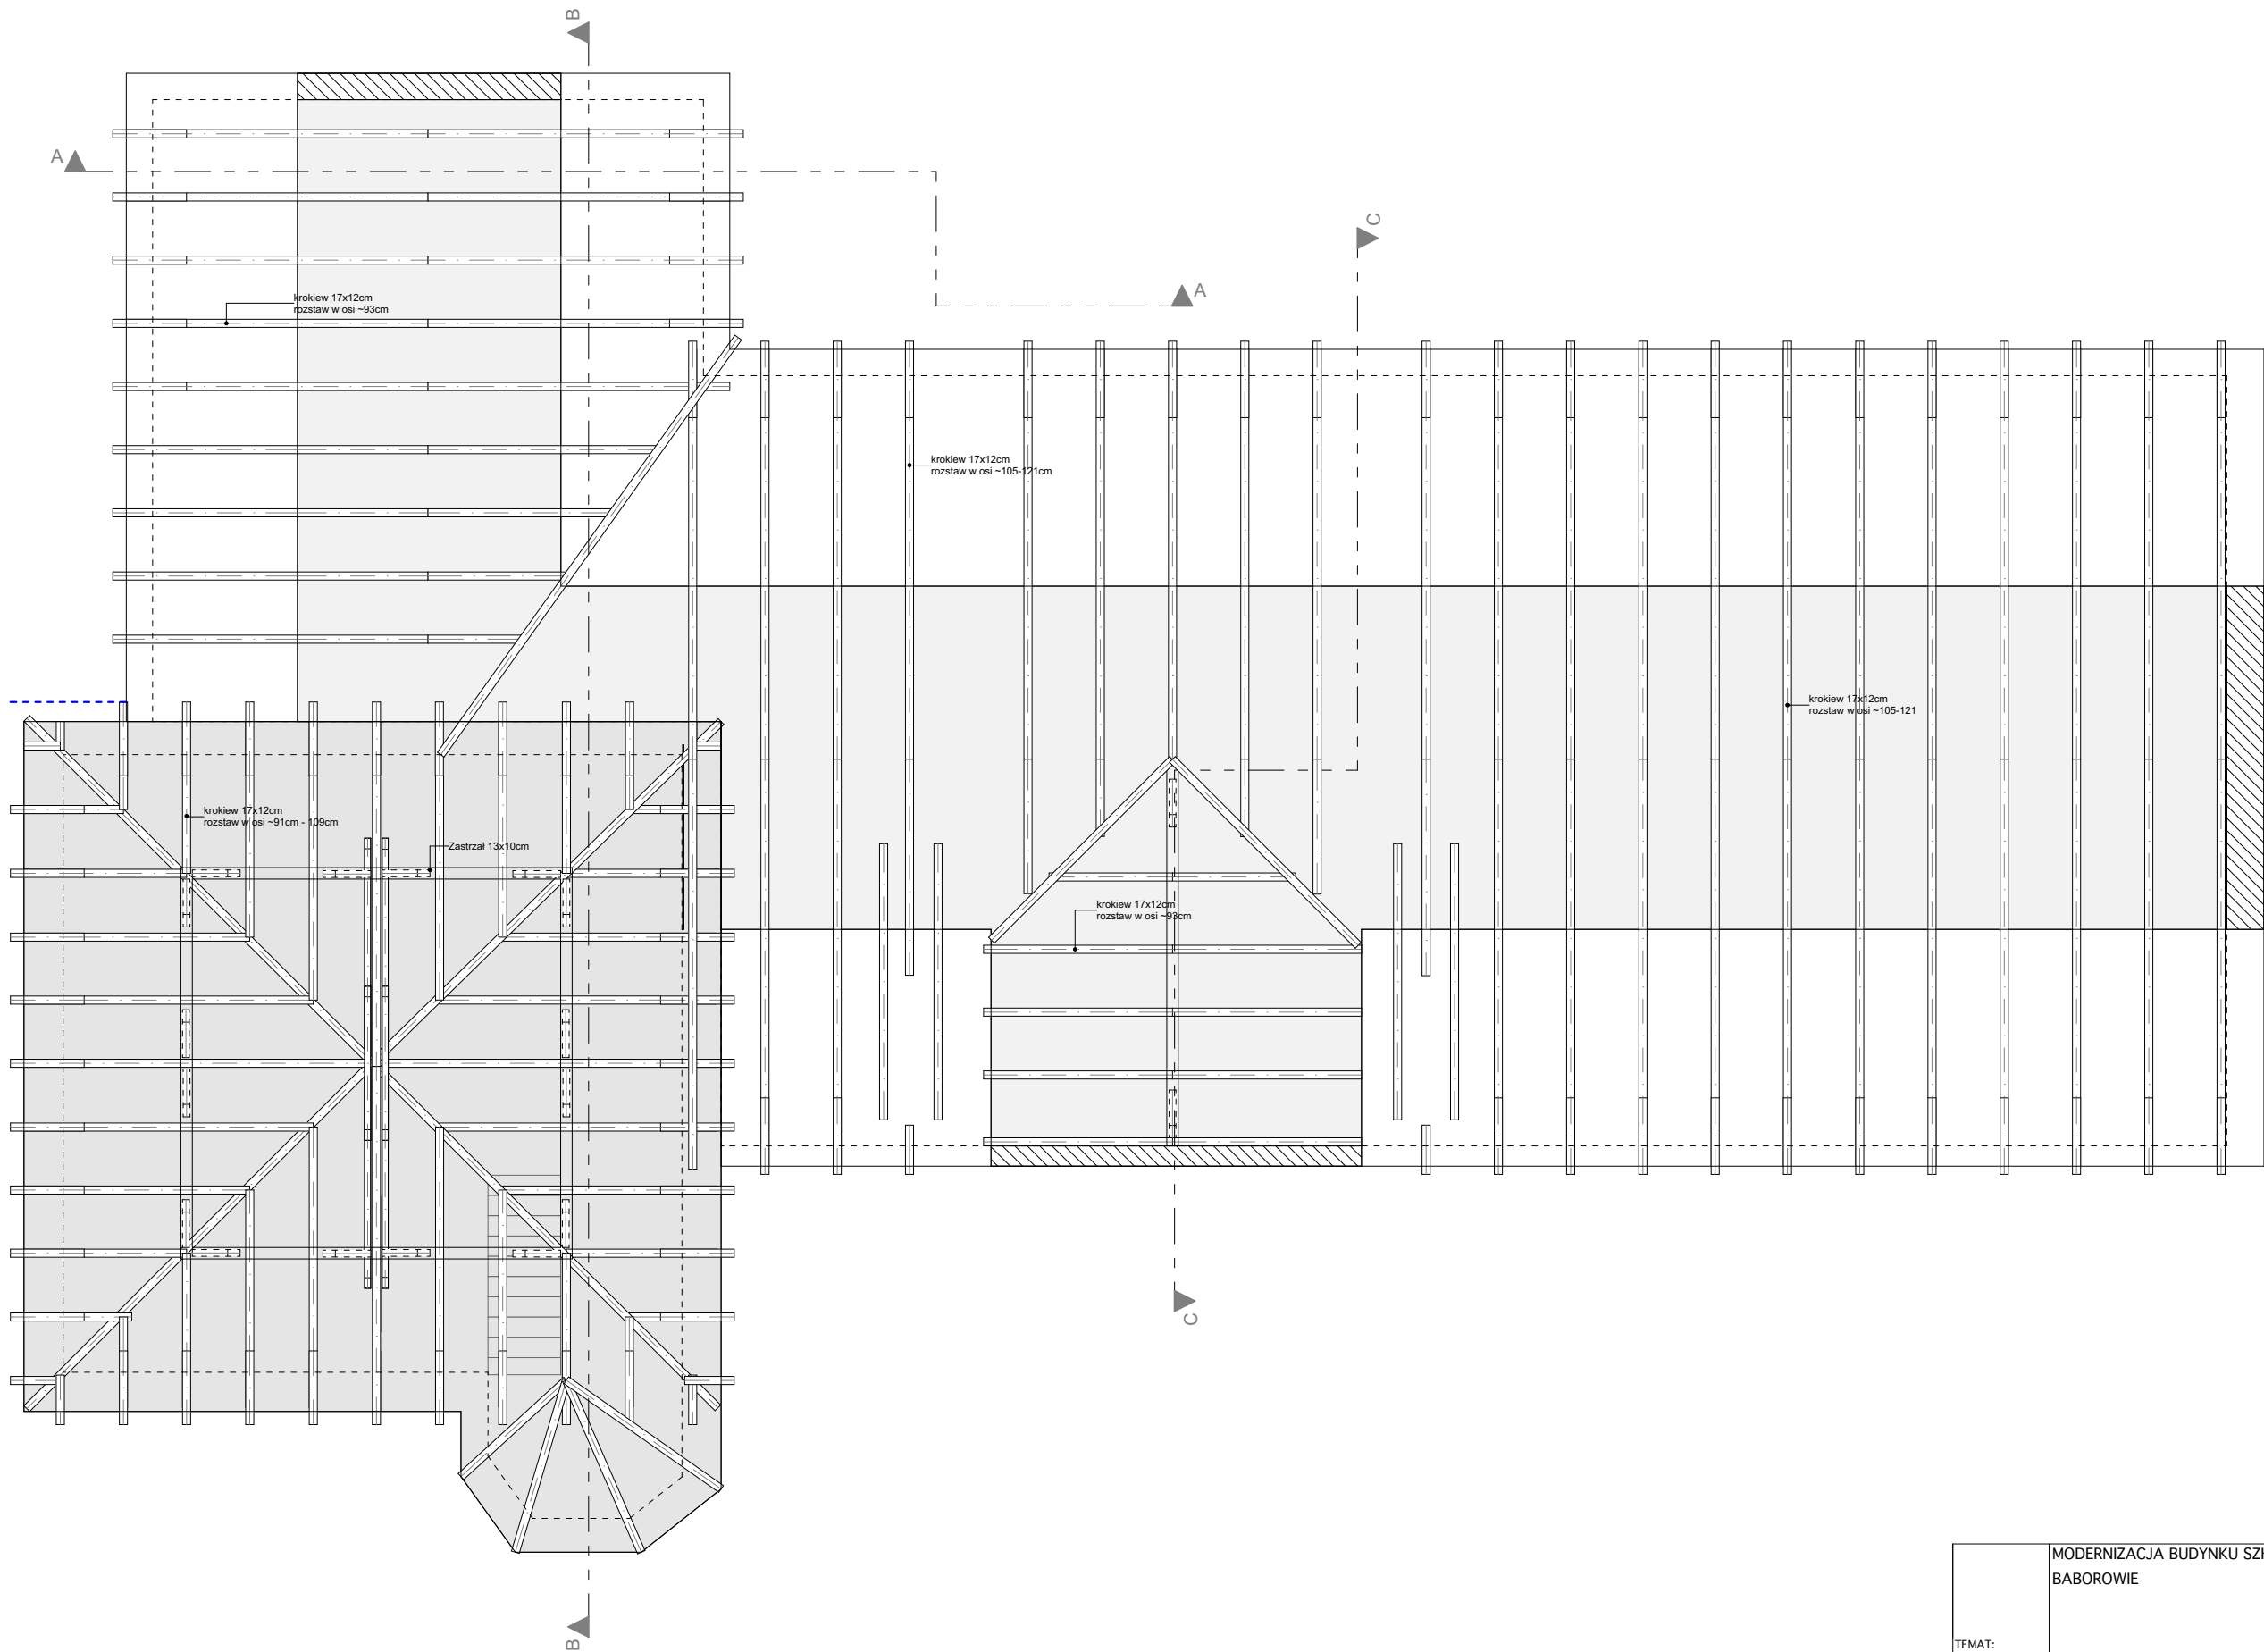 B
A
C
A
krokiew 17x12cm
rozstaw w osi ~93cm
krokiew 17x12cm
rozstaw w osi ~105-121cm
krokiew 17x12cm
rozstaw w osi ~105-121
krokiew 17x12cm
rozstaw w osi ~91cm - 109cm
Zastrzał 13x10cm
krokiew 17x12cm
rozstaw w osi ~93cm
C
B
MODERNIZACJA BUDYNKU
BABOROWIE
TEMAT: